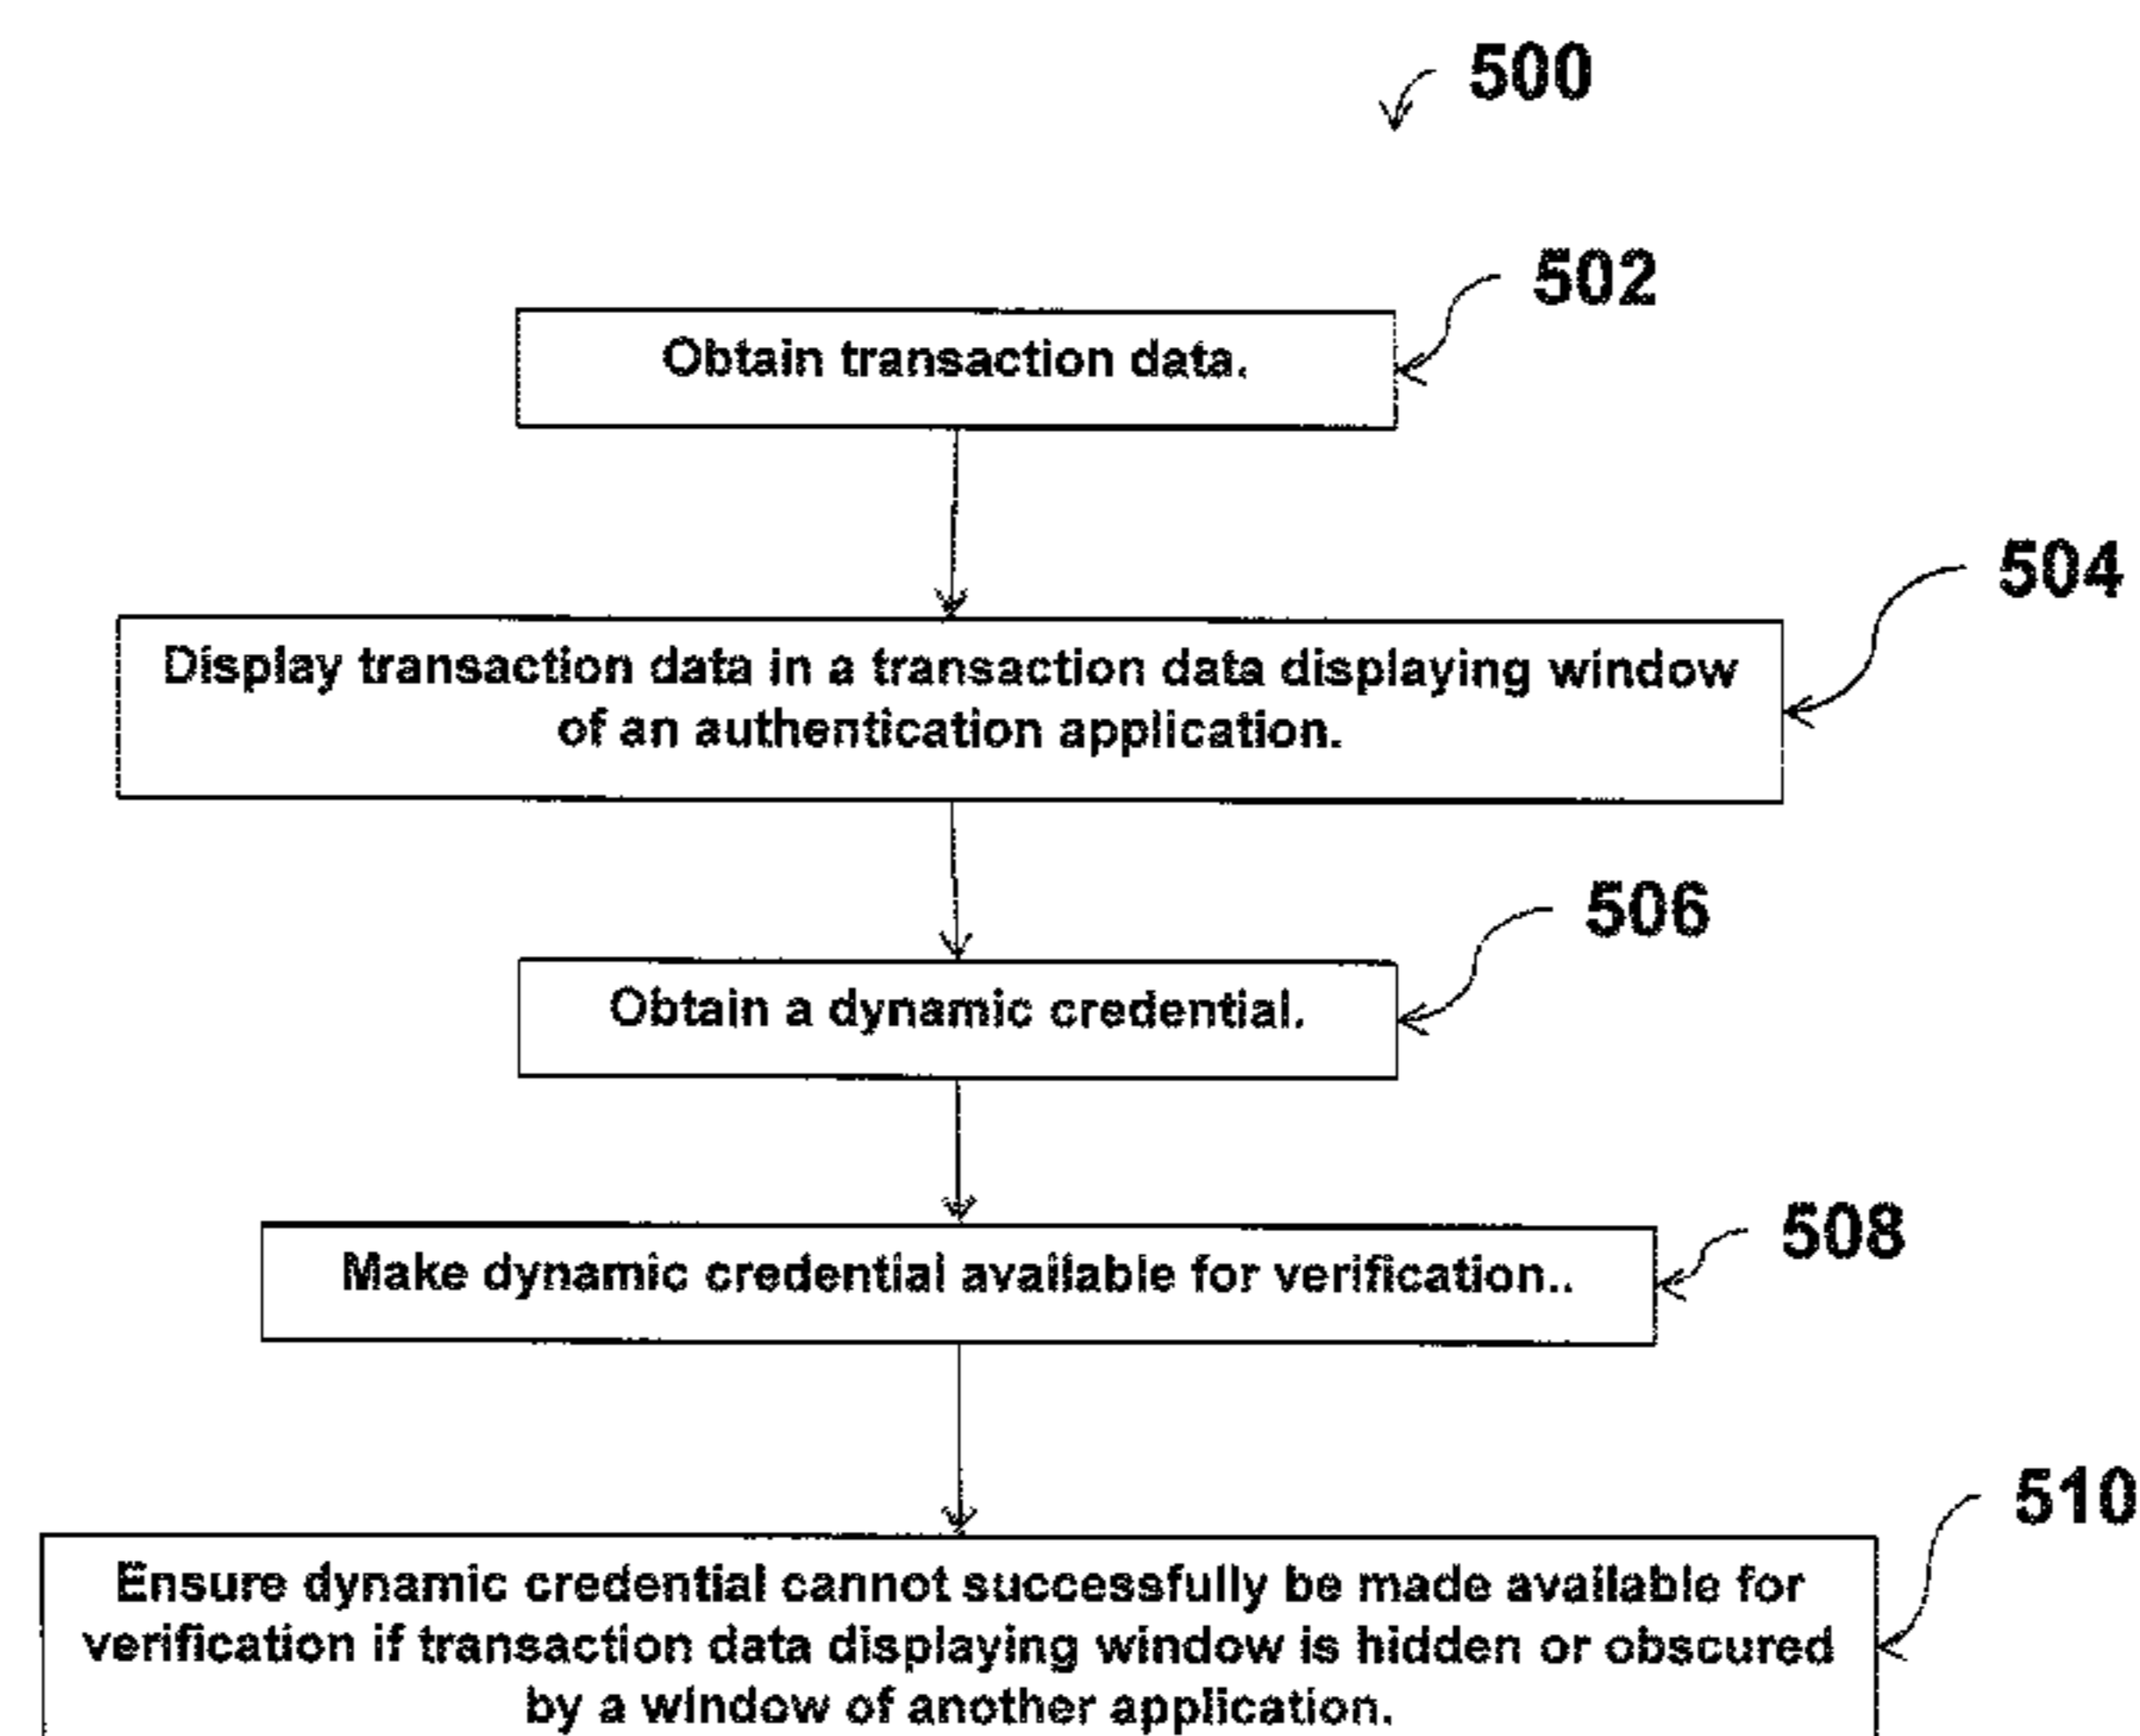 500
502
Obtain transaction data.
504
Display transaction data in a transaction data displaying window
of an authentication application.
506
Obtain a dynamic credential.
508
Make dynamic credential available for verification..
510
Ensure dynamic credential cannot successfully be made available for
verification if transaction data displaying window is hidden or obscured
by a window of another application.